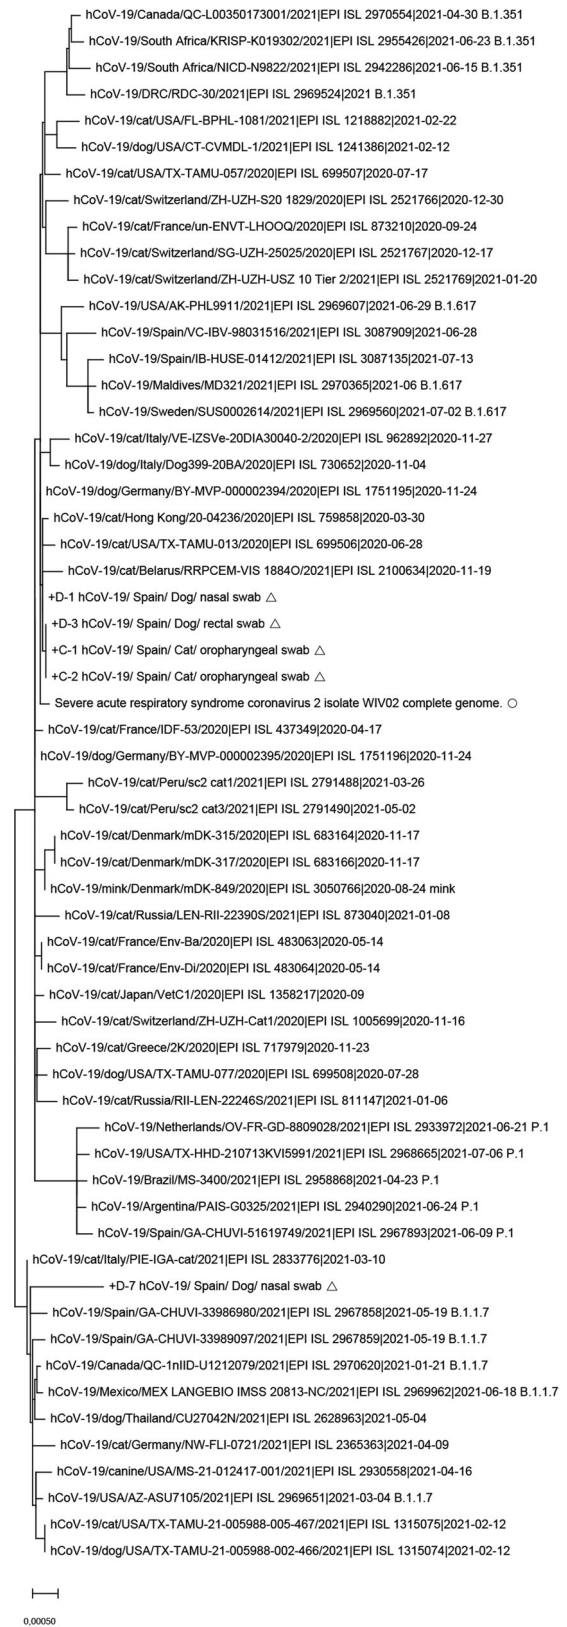 hCoV-19/Canada/QC-L00350173001/2021|EPI ISL 2970554|2021-04-30 B.1.351
hCoV-19/South Africa/KRISP-K019302/2021|EPI ISL 2955426|2021-06-23 B.1.351
hCoV-19/South Africa/NICD-N9822/2021|EPI ISL 2942286|2021-06-15 B.1.351
hCoV-19/DRC/RDC-30/2021|EPI ISL 2969524|2021 B.1.351
hCoV-19/cat/USA/FL-BPHL-1081/2021|EPI ISL 1218882|2021-02-22
hCoV-19/dog/USA/CT-CVMDL-1/2021|EPI ISL 1241386|2021-02-12
hCoV-19/cat/USA/TX-TAMU-057/2020|EPI ISL 699507|2020-07-17
hCoV-19/cat/Switzerland/ZH-UZH-S20 1829/2020|EPI ISL 2521766|2020-12-30
hCoV-19/cat/France/un-ENVT-LHOOQ/2020|EPI ISL 873210|2020-09-24
hCoV-19/cat/Switzerland/SG-UZH-25025/2020|EPI ISL 2521767|2020-12-17
hCoV-19/cat/Switzerland/ZH-UZH-USZ 10 Tier 2/2021|EPI ISL 2521769|2021-01-20
hCoV-19/USA/AK-PHL9911/2021|EPI ISL 2969607|2021-06-29 B.1.617
hCoV-19/Spain/VC-IBV-98031516/2021|EPI ISL 3087909|2021-06-28
hCoV-19/Spain/IB-HUSE-01412/2021|EPI ISL 3087135|2021-07-13
hCoV-19/Maldives/MD321/2021|EPI ISL 2970365|2021-06 B.1.617
hCoV-19/Sweden/SUS0002614/2021|EPI ISL 2969560|2021-07-02 B.1.617
hCoV-19/cat/Italy/VE-IZSVe-20DIA30040-2/2020|EPI ISL 962892|2020-11-27
hCoV-19/dog/Italy/Dog399-20BA/2020|EPI ISL 730652|2020-11-04
hCoV-19/dog/Germany/BY-MVP-000002394/2020|EPI ISL 1751195|2020-11-24
hCoV-19/cat/Hong Kong/20-04236/2020|EPI ISL 759858|2020-03-30
hCoV-19/cat/USA/TX-TAMU-013/2020|EPI ISL 699506|2020-06-28
hCoV-19/cat/Belarus/RRPCEM-VIS 1884O/2021|EPI ISL 2100634|2020-11-19
+D-1 hCoV-19/ Spain/ Dog/ nasal swab △
+D-3 hCoV-19/ Spain/ Dog/ rectal swab △
+C-1 hCoV-19/ Spain/ Cat/ oropharyngeal swab △
+C-2 hCoV-19/ Spain/ Cat/ oropharyngeal swab △
Severe acute respiratory syndrome coronavirus 2 isolate WIV02 complete genome. ○
hCoV-19/cat/France/IDF-53/2020|EPI ISL 437349|2020-04-17
hCoV-19/dog/Germany/BY-MVP-000002395/2020|EPI ISL 1751196|2020-11-24
hCoV-19/cat/Peru/sc2 cat1/2021|EPI ISL 2791488|2021-03-26
hCoV-19/cat/Peru/sc2 cat3/2021|EPI ISL 2791490|2021-05-02
hCoV-19/cat/Denmark/mDK-315/2020|EPI ISL 683164|2020-11-17
hCoV-19/cat/Denmark/mDK-317/2020|EPI ISL 683166|2020-11-17
hCoV-19/mink/Denmark/mDK-849/2020|EPI ISL 3050766|2020-08-24 mink
hCoV-19/cat/Russia/LEN-RII-22390S/2021|EPI ISL 873040|2021-01-08
hCoV-19/cat/France/Env-Ba/2020|EPI ISL 483063|2020-05-14
hCoV-19/cat/France/Env-Di/2020|EPI ISL 483064|2020-05-14
hCoV-19/cat/Japan/VetC1/2020|EPI ISL 1358217|2020-09
hCoV-19/cat/Switzerland/ZH-UZH-Cat1/2020|EPI ISL 1005699|2020-11-16
hCoV-19/cat/Greece/2K/2020|EPI ISL 717979|2020-11-23
hCoV-19/dog/USA/TX-TAMU-077/2020|EPI ISL 699508|2020-07-28
hCoV-19/cat/Russia/RII-LEN-22246S/2021|EPI ISL 811147|2021-01-06
hCoV-19/Netherlands/OV-FR-GD-8809028/2021|EPI ISL 2933972|2021-06-21 P.1
hCoV-19/USA/TX-HHD-210713KVI5991/2021|EPI ISL 2968665|2021-07-06 P.1
hCoV-19/Brazil/MS-3400/2021|EPI ISL 2958868|2021-04-23 P.1
hCoV-19/Argentina/PAIS-G0325/2021|EPI ISL 2940290|2021-06-24 P.1
hCoV-19/Spain/GA-CHUVI-51619749/2021|EPI ISL 2967893|2021-06-09 P.1
hCoV-19/cat/Italy/PIE-IGA-cat/2021|EPI ISL 2833776|2021-03-10
+D-7 hCoV-19/ Spain/ Dog/ nasal swab △
hCoV-19/Spain/GA-CHUVI-33986980/2021|EPI ISL 2967858|2021-05-19 B.1.1.7
hCoV-19/Spain/GA-CHUVI-33989097/2021|EPI ISL 2967859|2021-05-19 B.1.1.7
hCoV-19/Canada/QC-1nIID-U1212079/2021|EPI ISL 2970620|2021-01-21 B.1.1.7
hCoV-19/Mexico/MEX LANGEBIO IMSS 20813-NC/2021|EPI ISL 2969962|2021-06-18 B.1.1.7
hCoV-19/dog/Thailand/CU27042N/2021|EPI ISL 2628963|2021-05-04
hCoV-19/cat/Germany/NW-FLI-0721/2021|EPI ISL 2365363|2021-04-09
hCoV-19/canine/USA/MS-21-012417-001/2021|EPI ISL 2930558|2021-04-16
hCoV-19/USA/AZ-ASU7105/2021|EPI ISL 2969651|2021-03-04 B.1.1.7
hCoV-19/cat/USA/TX-TAMU-21-005988-005-467/2021|EPI ISL 1315075|2021-02-12
hCoV-19/dog/USA/TX-TAMU-21-005988-002-466/2021|EPI ISL 1315074|2021-02-12
0,00050